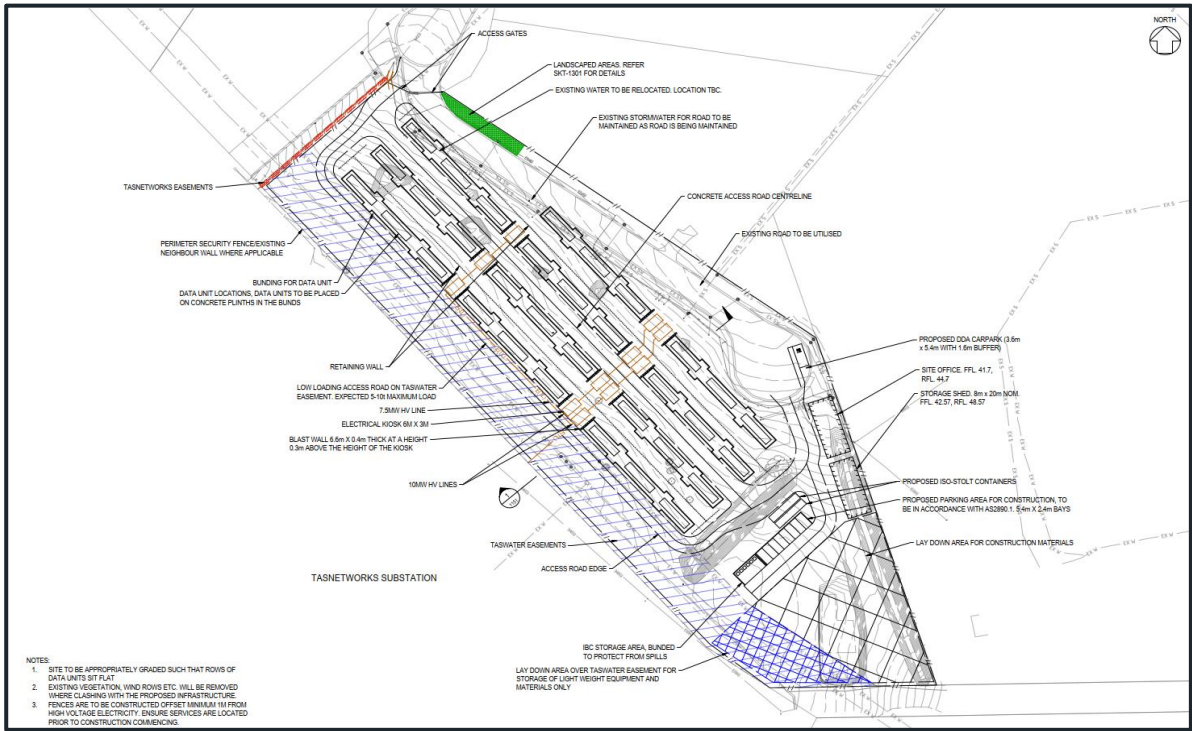 NORTH
ACCESS GATES
LANDSCAPED AREAS. REFER
SKT-1301 FOR DETAILS
EXISTING WATER TO BE RELOCATED. LOCATION TBC.
EXISTING STORMWATER FOR ROAD TO BE
MAINTAINED AS ROAD IS BEING MAINTAINED
TASNETWORKS EASEMENTS
CONCRETE ACCESS ROAD CENTRELINE
EXISTING ROAD TO BE UTILISED
PERIMETER SECURITY FENCE/EXISTING
NEIGHBOUR WALL WHERE APPLICABLE
BUNDING FOR DATA UNIT
DATA UNIT LOCATIONS, DATA UNITS TO BE PLACED
ON CONCRETE PLINTHS IN THE BUNDS
RETAINING WALL
LOW LOADING ACCESS ROAD ON TASWATER
EASEMENT. EXPECTED 5-10t MAXIMUM LOAD
7.5MW HV LINE
ELECTRICAL KIOSK 6M X 3M
BLAST WALL 6.6m X 0.4m THICK AT A HEIGHT
0.3m ABOVE THE HEIGHT OF THE KIOSK
10MW HV LINES
PROPOSED DDA CARPARK (3.6m
x 5.4m WITH 1.6m BUFFER)
SITE OFFICE. FFL. 41.7,
RFL. 44.7
STORAGE SHED. 8m x 20m NOM.
FFL. 42.57, RFL. 48.57
PROPOSED ISO-STOLT CONTAINERS
PROPOSED PARKING AREA FOR CONSTRUCTION, TO
BE IN ACCORDANCE WITH AS2890.1. 5.4m X 2.4m BAYS
LAY DOWN AREA FOR CONSTRUCTION MATERIALS
TASWATER EASEMENTS
ACCESS ROAD EDGE
TASNETWORKS SUBSTATION
IBC STORAGE AREA, BUNDED
TO PROTECT FROM SPILLS
LAY DOWN AREA OVER TASWATER EASEMENT FOR
STORAGE OF LIGHT WEIGHT EQUIPMENT AND
MATERIALS ONLY
NOTES:
1. SITE TO BE APPROPRIATELY GRADED SUCH THAT ROWS OF
DATA UNITS SIT FLAT
2. EXISTING VEGETATION, WIND ROWS ETC. WILL BE REMOVED
WHERE CLASHING WITH THE PROPOSED INFRASTRUCTURE.
3. FENCES ARE TO BE CONSTRUCTED OFFSET MINIMUM 1M FROM
HIGH VOLTAGE ELECTRICITY. ENSURE SERVICES ARE LOCATED
PRIOR TO CONSTRUCTION COMMENCING.